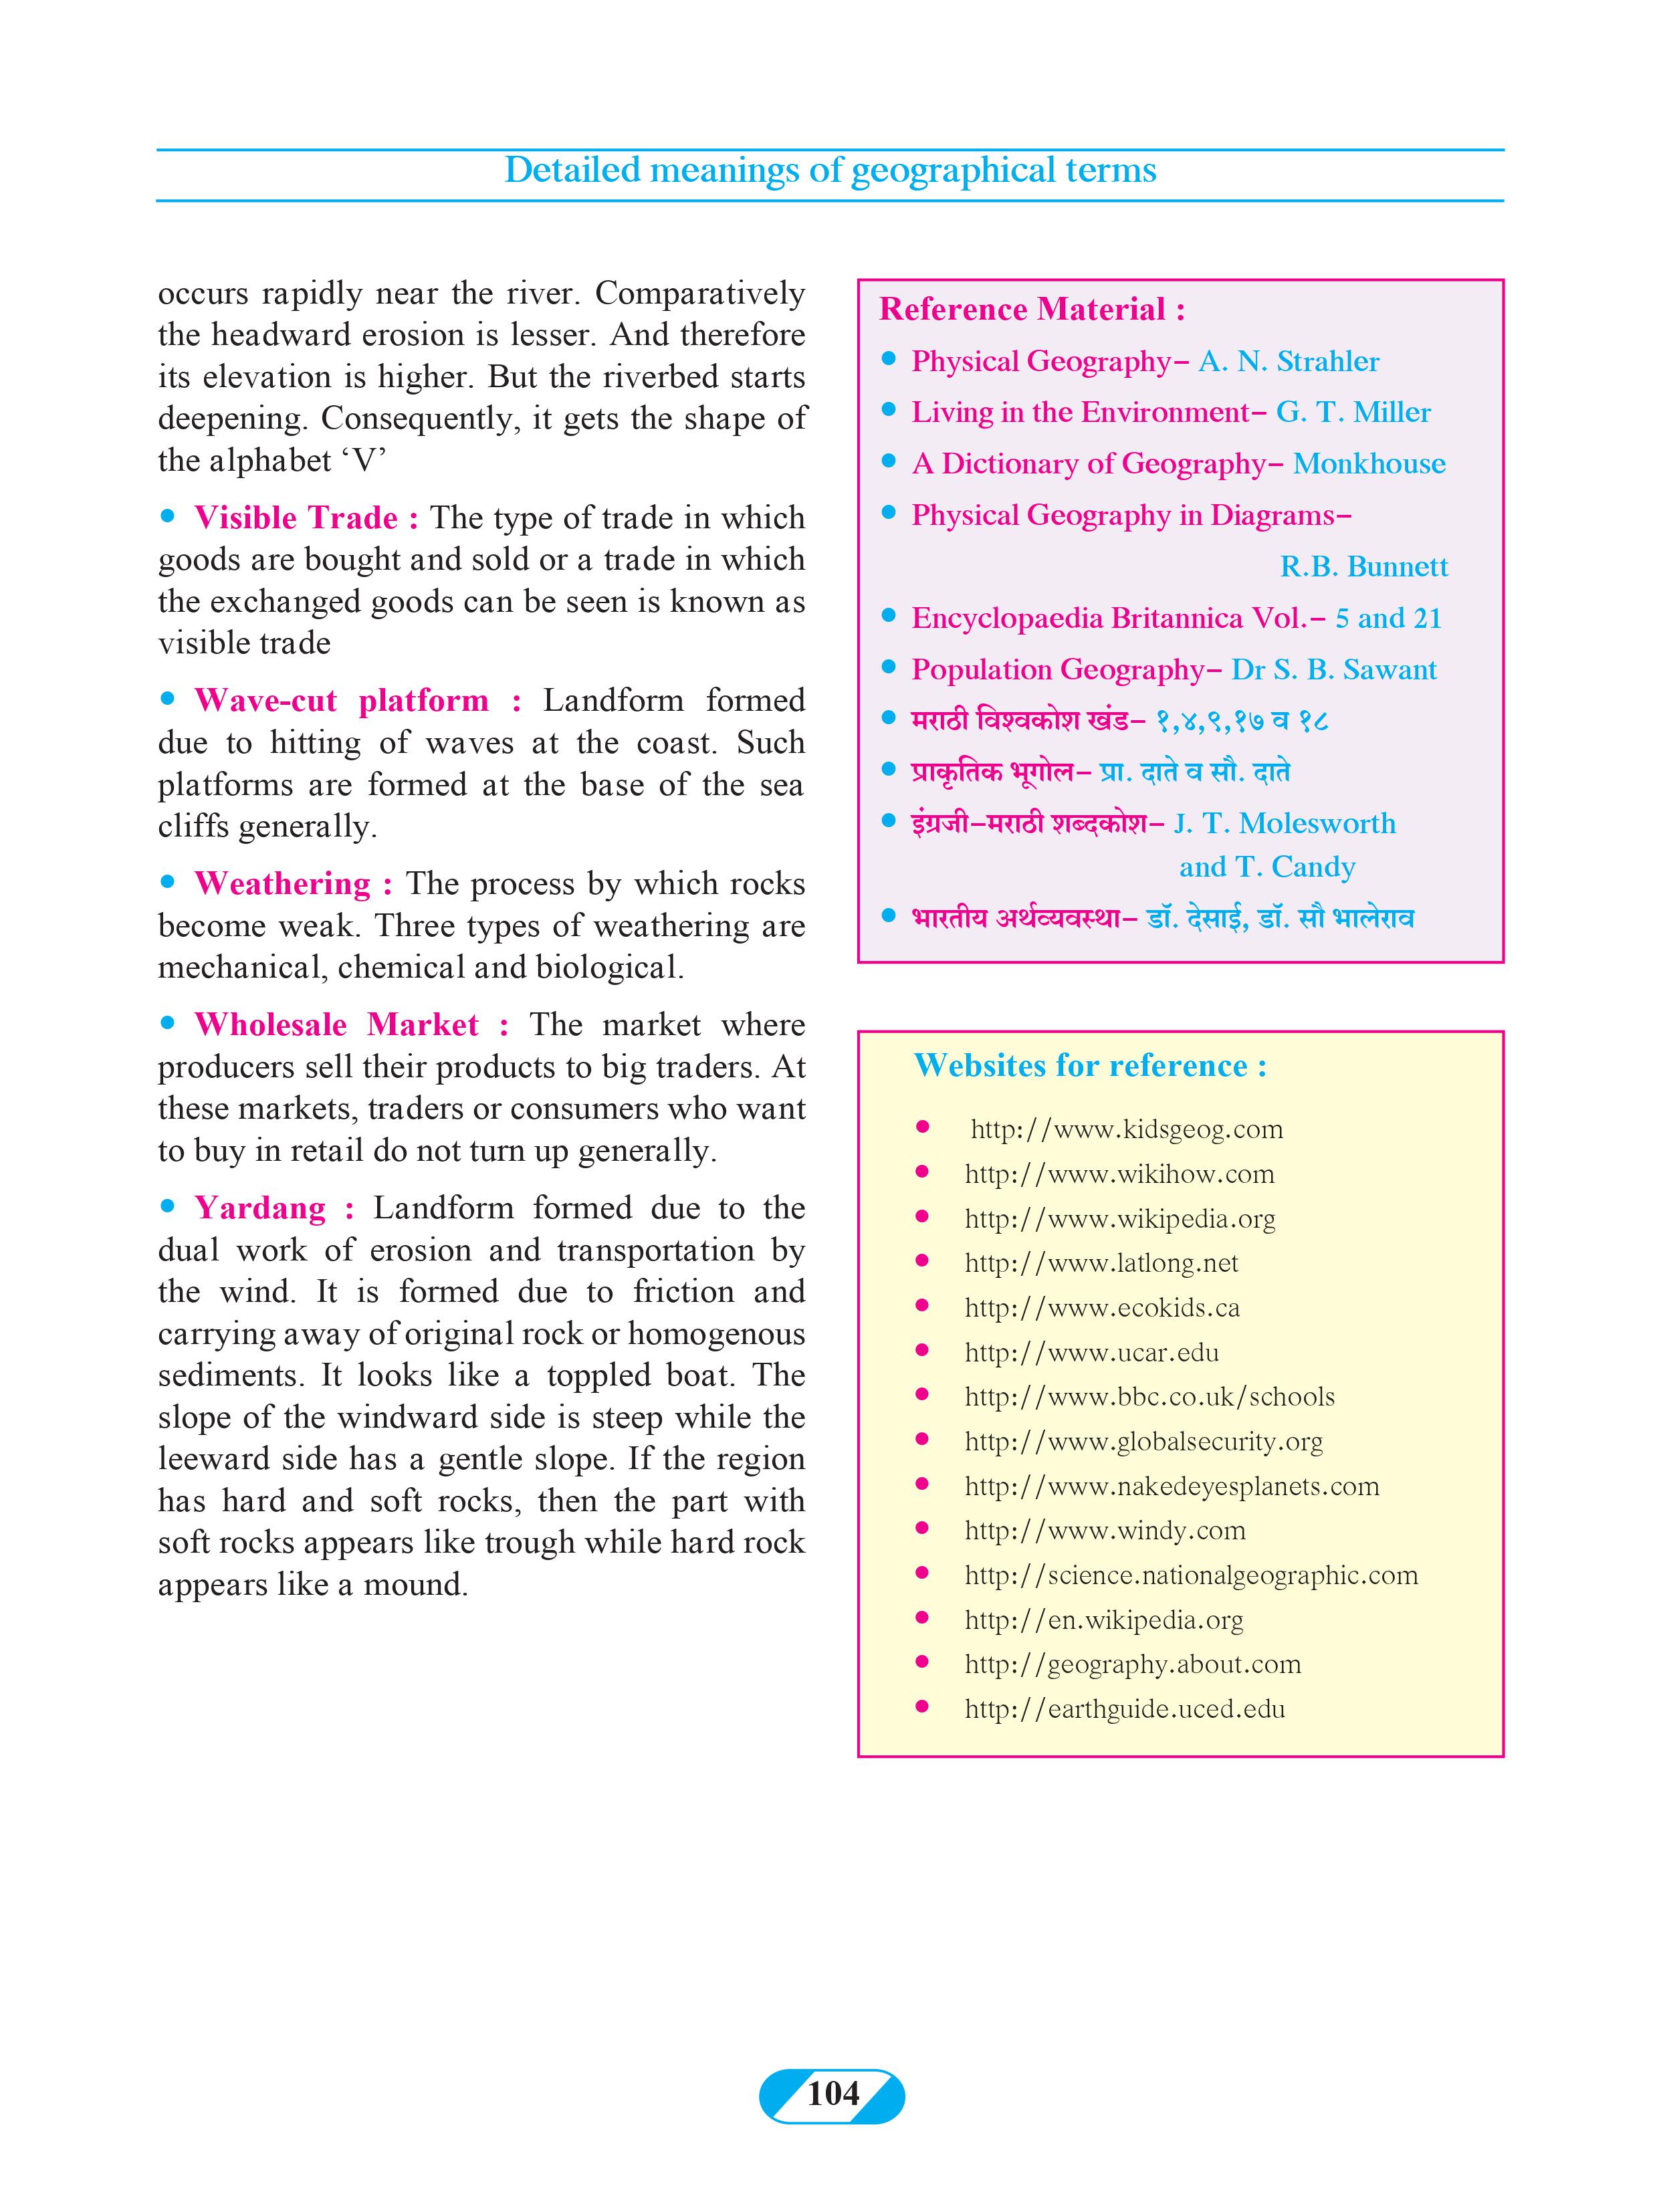 Detailed meanings of geographical terms
occurs rapidly near the river. Comparatively
the headward erosion is lesser. And therefore
its elevation is higher. But the riverbed starts
deepening. Consequently, it gets the shape of
the alphabet ‘V’
• Visible Trade : The type of trade in which
goods are bought and sold or a trade in which
the exchanged goods can be seen is known as
visible trade
• Wave-cut platform : Landform formed
due to hitting of waves at the coast. Such
platforms are formed at the base of the sea
cliffs generally.
• Weathering : The process by which rocks
become weak. Three types of weathering are
mechanical, chemical and biological.
• Wholesale Market : The market where
producers sell their products to big traders. At
these markets, traders or consumers who want
to buy in retail do not turn up generally.
• Yardang : Landform formed due to the
dual work of erosion and transportation by
the wind. It is formed due to friction and
carrying away of original rock or homogenous
sediments. It looks like a toppled boat. The
slope of the windward side is steep while the
leeward side has a gentle slope. If the region
has hard and soft rocks, then the part with
soft rocks appears like trough while hard rock
appears like a mound.
Reference Material :
• Physical Geography– A. N. Strahler
• Living in the Environment– G. T. Miller
• A Dictionary of Geography– Monkhouse
• Physical Geography in Diagrams–
R.B. Bunnett
• Encyclopaedia Britannica Vol.– 5 and 21
• Population Geography– Dr S. B. Sawant
• मराठी विश्वकोश खंड– १,४,९,१७ व १८
• प्राकृतिक भूगोल– प्रा. दाते व सौ. दाते
• इंग्रजी–मराठी शब्दकोश– J. T. Molesworth
and T. Candy
• भारतीय अर्थव्यवस्था– डॉ. देसाई, डॉ. सौ भालेराव
Websites for reference :
• http://www.kidsgeog.com
• http://www.wikihow.com
• http://www.wikipedia.org
• http://www.latlong.net
• http://www.ecokids.ca
• http://www.ucar.edu
• http://www.bbc.co.uk/schools
• http://www.globalsecurity.org
• http://www.nakedeyesplanets.com
• http://www.windy.com
• http://science.nationalgeographic.com
• http://en.wikipedia.org
• http://geography.about.com
• http://earthguide.uced.edu
104